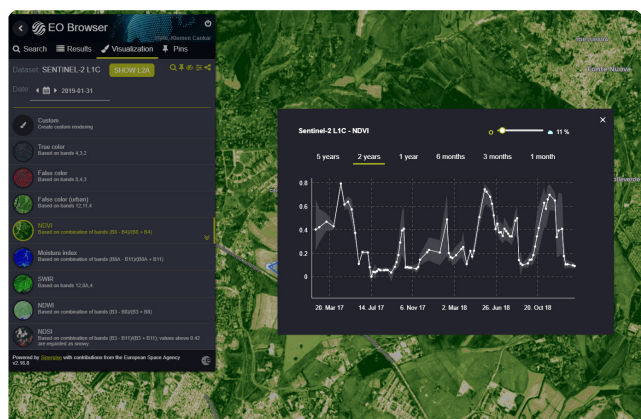 EO Browser
Hello, Klemen Čankar
Search
Results
Visualization
Pins
Dataset: SENTINEL-2 L1C
SHOW L2A
Date:
2019-01-31
Custom
Create custom rendering
True color
Based on bands 4,3,2
False color
Based on bands 8,4,3
False color (urban)
Based on bands 12,11,4
NDVI
Based on combination of bands (B8 - B4)/(B8 + B4)
Moisture index
Based on combination of bands (B8A - B11)/(B8A + B11)
SWIR
Based on bands 12,8A,4
NDWI
Based on combination of bands (B3 - B8)/(B3 + B8)
NDSI
Based on combination of bands (B3 - B11)/(B3 + B11); values above 0.42
are regarded as snowy
Powered by Sinergise with contributions from the European Space Agency
v2.16.0
Sentinel-2 L1C - NDVI
11 %
5 years
2 years
1 year
6 months
3 months
1 month
0.8
0.6
0.4
0.2
0
20. Mar 17
14. Jul 17
6. Nov 17
2. Mar 18
26. Jun 18
20. Oct 18
Nuova